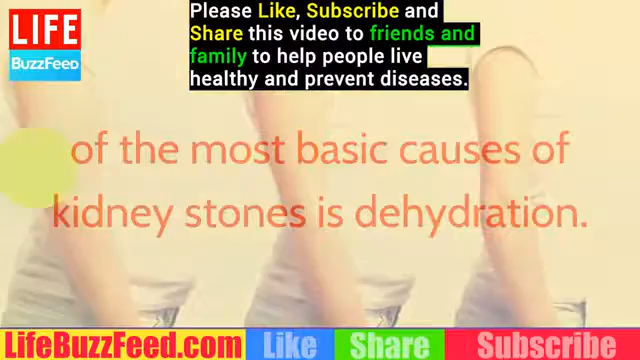 LIFE
BuzzFeed
Please Like, Subscribe and
Share this video to friends and
family to help people live
healthy and prevent diseases.
of the most basic causes of
kidney stones is dehydration.
LifeBuzzFeed.com Like Share Subscribe